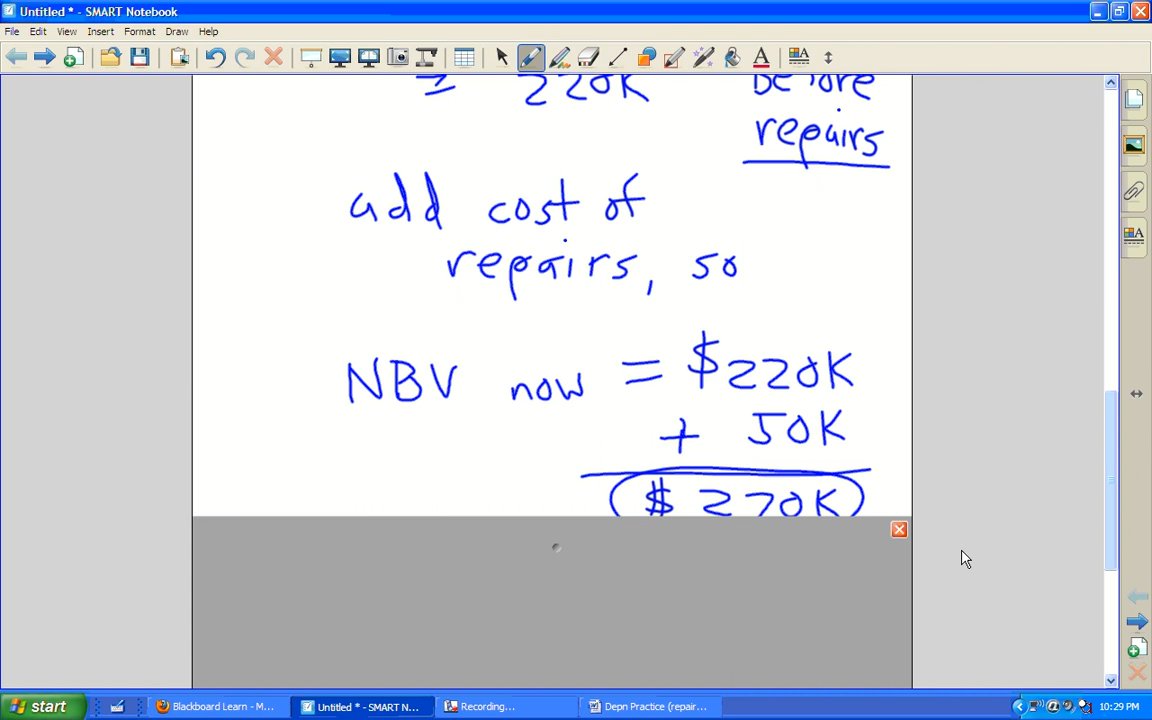 Untitled * - SMART Notebook
File Edit View Insert Format Draw Help
= 220K before
repairs
add cost of
repairs, so
NBV now = $220K
+ 50K
$ 270K
start Blackboard Learn - M... Untitled * - SMART N... Recording... Depn Practice (repair... 10:29 PM